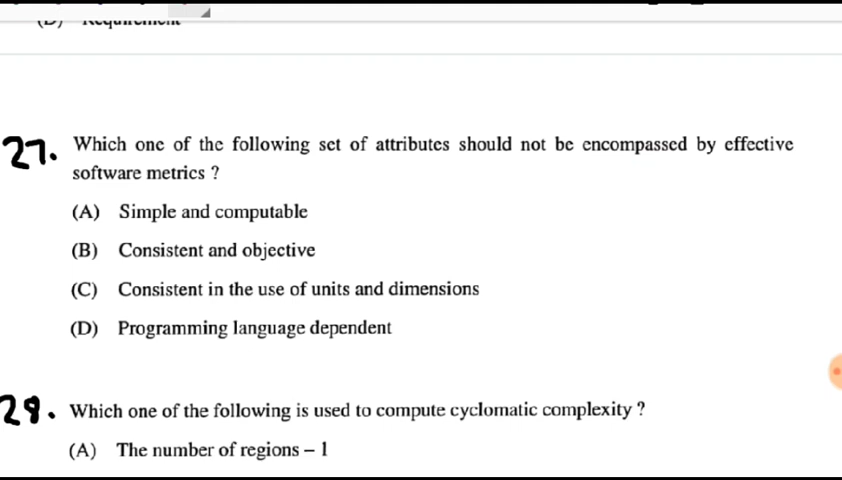 (D) Requirement
27. Which one of the following set of attributes should not be encompassed by effective
software metrics ?
(A) Simple and computable
(B) Consistent and objective
(C) Consistent in the use of units and dimensions
(D) Programming language dependent
28. Which one of the following is used to compute cyclomatic complexity ?
(A) The number of regions – 1